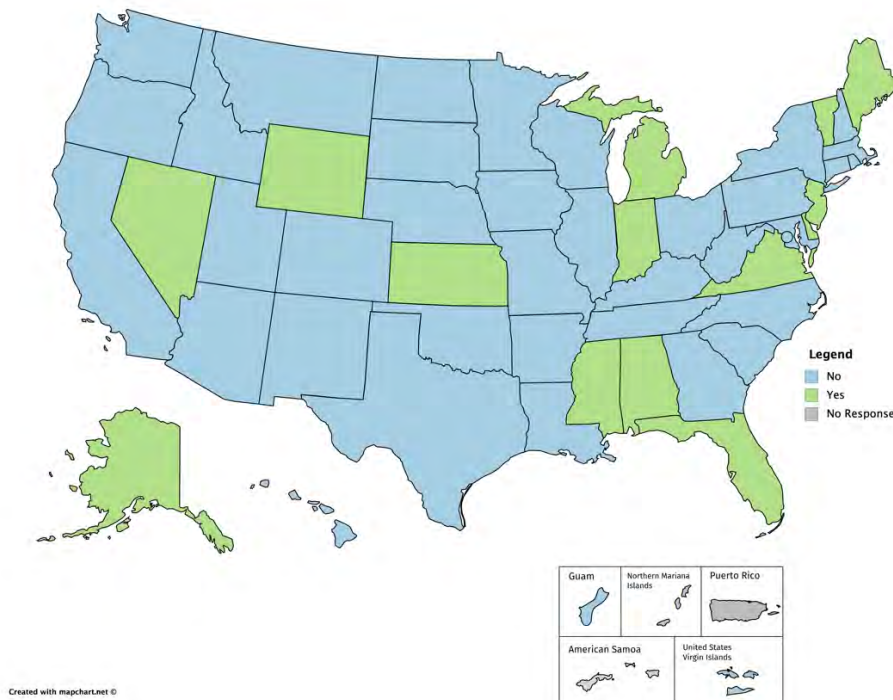 Legend
No
Yes
No Response
Guam
Northern Mariana
Islands
Puerto Rico
American Samoa
United States
Virgin Islands
Created with mapchart.net ©